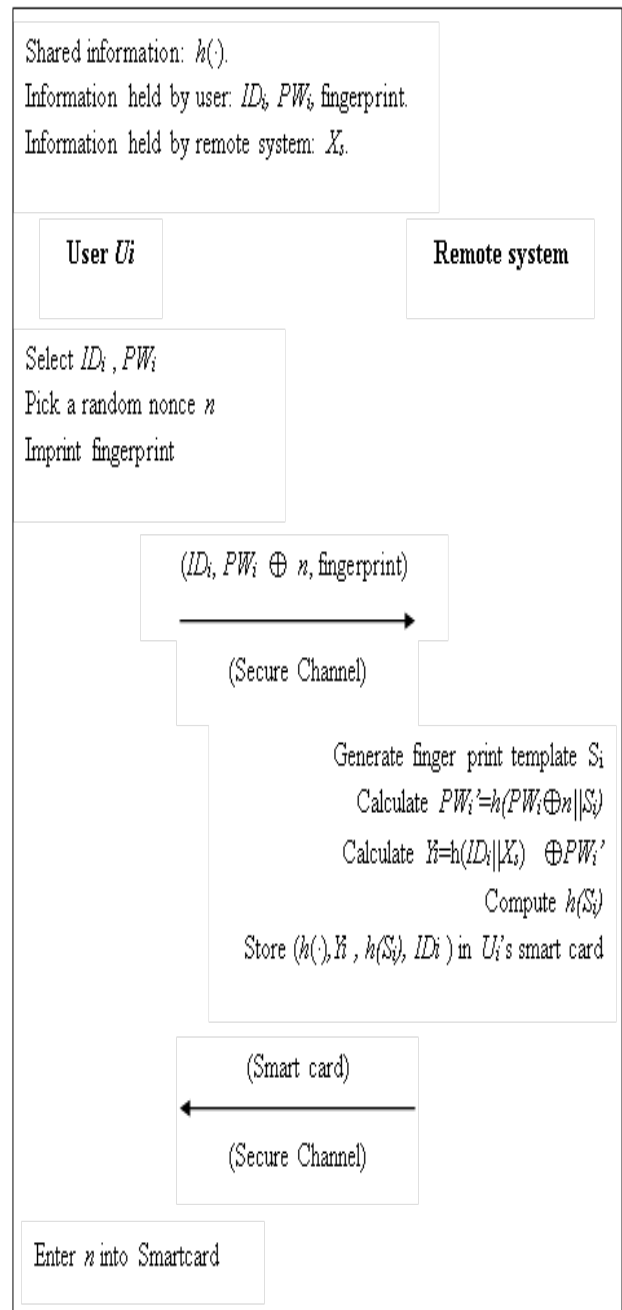 Shared information: h(·).
Information held by user: IDᵢ, PWᵢ, fingerprint.
Information held by remote system: Xₛ.
User Ui
Remote system
Select IDᵢ , PWᵢ
Pick a random nonce n
Imprint fingerprint
(IDᵢ, PWᵢ ⊕ n, fingerprint)
(Secure Channel)
Generate finger print template Sᵢ
Calculate PWᵢ’=h(PWᵢ⊕n||Sᵢ)
Calculate Yi=h(IDᵢ||Xₛ) ⊕PWᵢ’
Compute h(Sᵢ)
Store (h(·),Yi , h(Sᵢ), IDi ) in Uᵢ’s smart card
(Smart card)
(Secure Channel)
Enter n into Smartcard